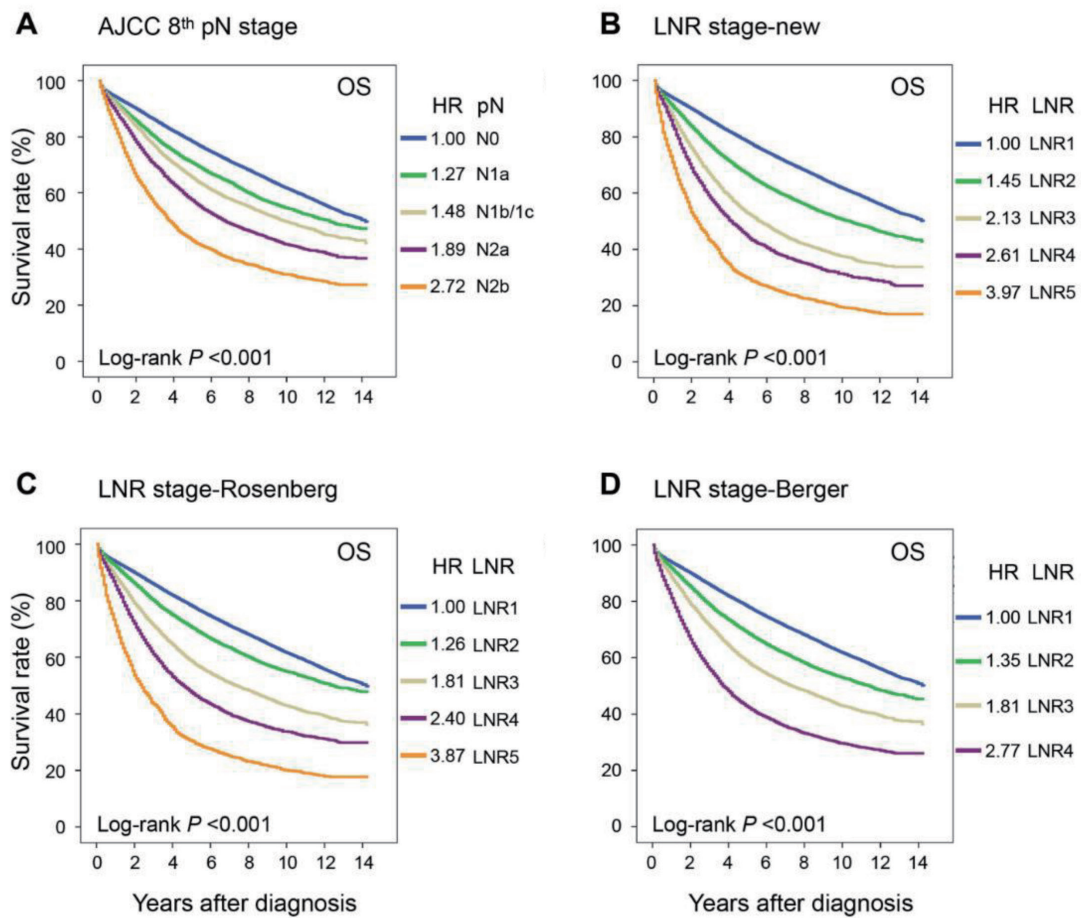 A AJCC 8th pN stage
OS
Survival rate (%)
100
80
60
40
20
0
HR pN
1.00 N0
1.27 N1a
1.48 N1b/1c
1.89 N2a
2.72 N2b
Log-rank P <0.001
0 2 4 6 8 10 12 14
B LNR stage-new
OS
100
80
60
40
20
0
HR LNR
1.00 LNR1
1.45 LNR2
2.13 LNR3
2.61 LNR4
3.97 LNR5
Log-rank P <0.001
0 2 4 6 8 10 12 14
C LNR stage-Rosenberg
OS
Survival rate (%)
100
80
60
40
20
0
HR LNR
1.00 LNR1
1.26 LNR2
1.81 LNR3
2.40 LNR4
3.87 LNR5
Log-rank P <0.001
0 2 4 6 8 10 12 14
Years after diagnosis
D LNR stage-Berger
OS
100
80
60
40
20
0
HR LNR
1.00 LNR1
1.35 LNR2
1.81 LNR3
2.77 LNR4
Log-rank P <0.001
0 2 4 6 8 10 12 14
Years after diagnosis